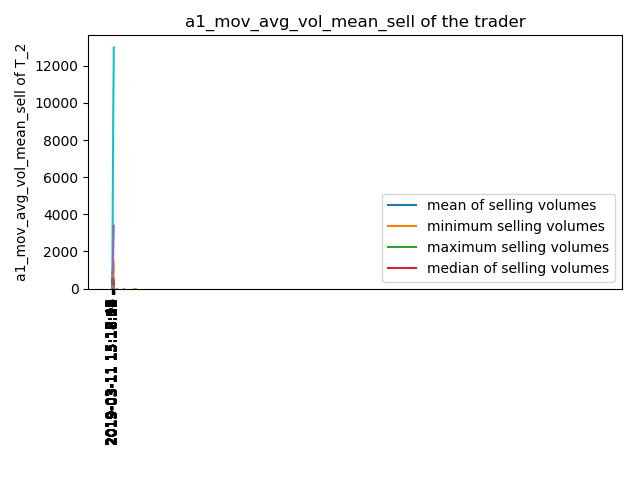 a1_mov_avg_vol_mean_sell of the trader
a1_mov_avg_vol_mean_sell of T_2
12000
10000
8000
6000
4000
2000
0
mean of selling volumes
minimum selling volumes
maximum selling volumes
median of selling volumes